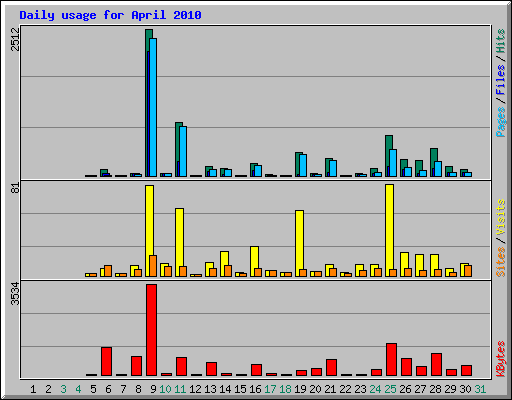 Daily usage for April 2010
2512
Pages / Files / Hits
81
Sites / Visits
3534
KBytes
1 2 3 4 5 6 7 8 9 10 11 12 13 14 15 16 17 18 19 20 21 22 23 24 25 26 27 28 29 30 31